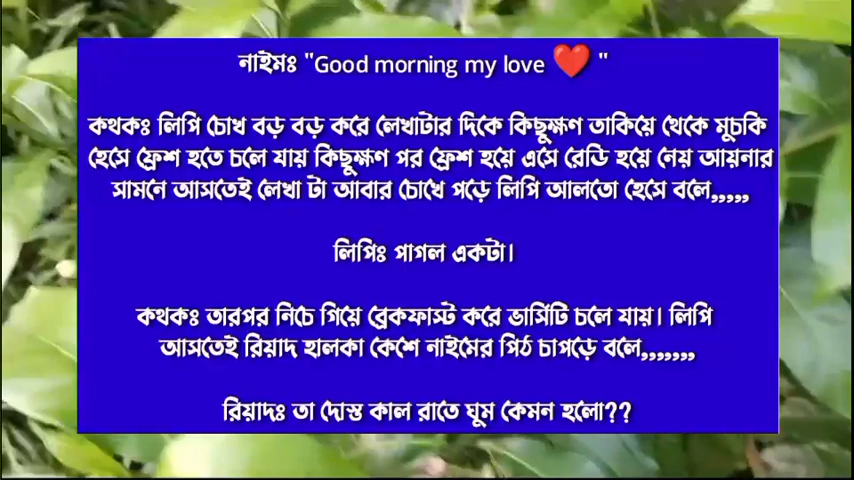 নাইমঃ "Good morning my love ❤️ "
কথকঃ লিপি চোখ বড় বড় করে লেখাটার দিকে কিছুক্ষণ তাকিয়ে থেকে মুচকি
হেসে ফ্রেশ হতে চলে যায় কিছুক্ষণ পর ফ্রেশ হয়ে এসে রেডি হয়ে নেয় আয়নার
সামনে আসতেই লেখা টা আবার চোখে পড়ে লিপি আলতো হেসে বলে,,,,,
লিপিঃ পাগল একটা।
কথকঃ তারপর নিচে গিয়ে ব্রেকফাস্ট করে ভার্সিটি চলে যায়। লিপি
আসতেই রিয়াদ হালকা কেশে নাইমের পিঠ চাপড়ে বলে,,,,,,,
রিয়াদঃ তা দোস্ত কাল রাতে ঘুম কেমন হলো??